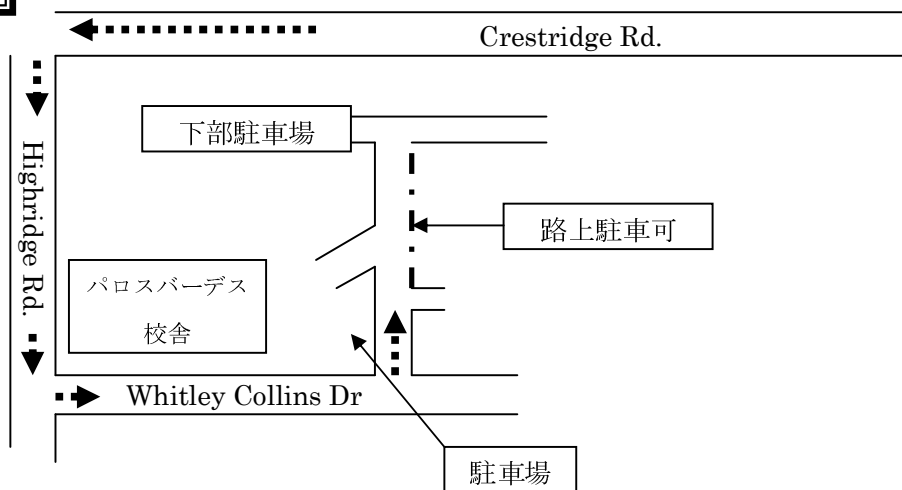 Crestridge Rd.
下部駐車場
Highridge Rd.
路上駐車可
パロスバーデス
校舎
Whitley Collins Dr
駐車場